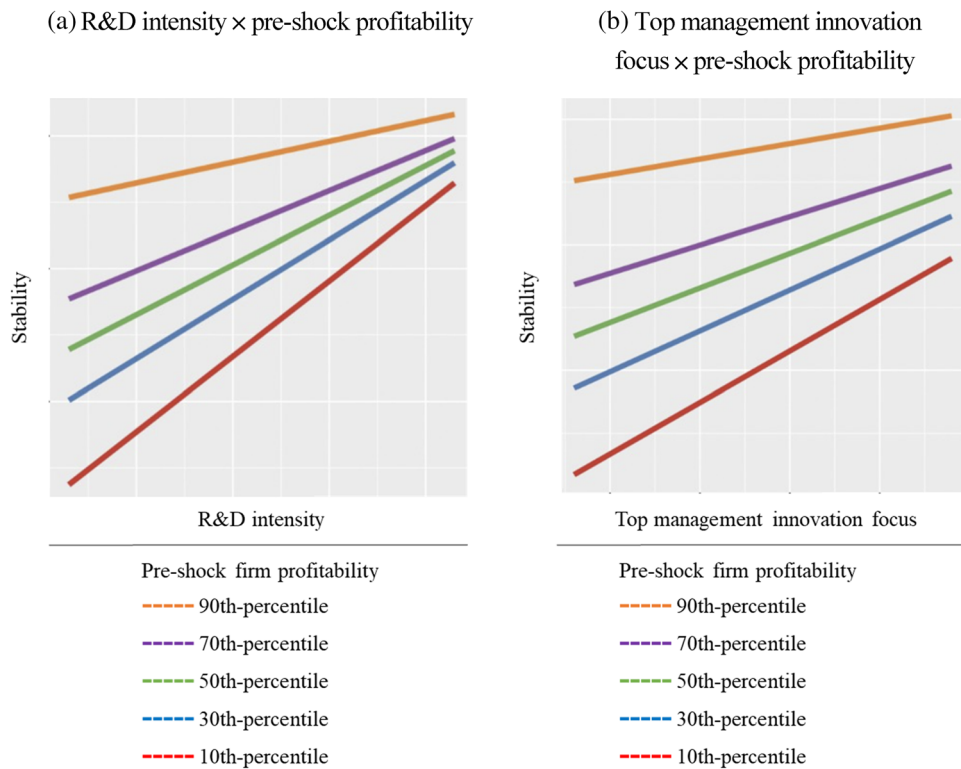 (a) R&D intensity × pre-shock profitability
Stability
R&D intensity
Pre-shock firm profitability
90th-percentile
70th-percentile
50th-percentile
30th-percentile
10th-percentile
(b) Top management innovation
focus × pre-shock profitability
Stability
Top management innovation focus
Pre-shock firm profitability
90th-percentile
70th-percentile
50th-percentile
30th-percentile
10th-percentile